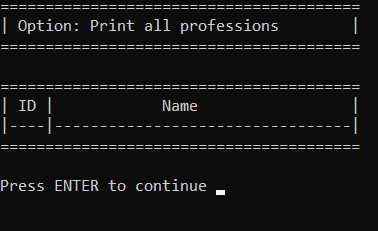 ========================================
| Option: Print all professions        |
========================================
========================================
| ID |            Name                 |
|----|---------------------------------|
========================================
Press ENTER to continue